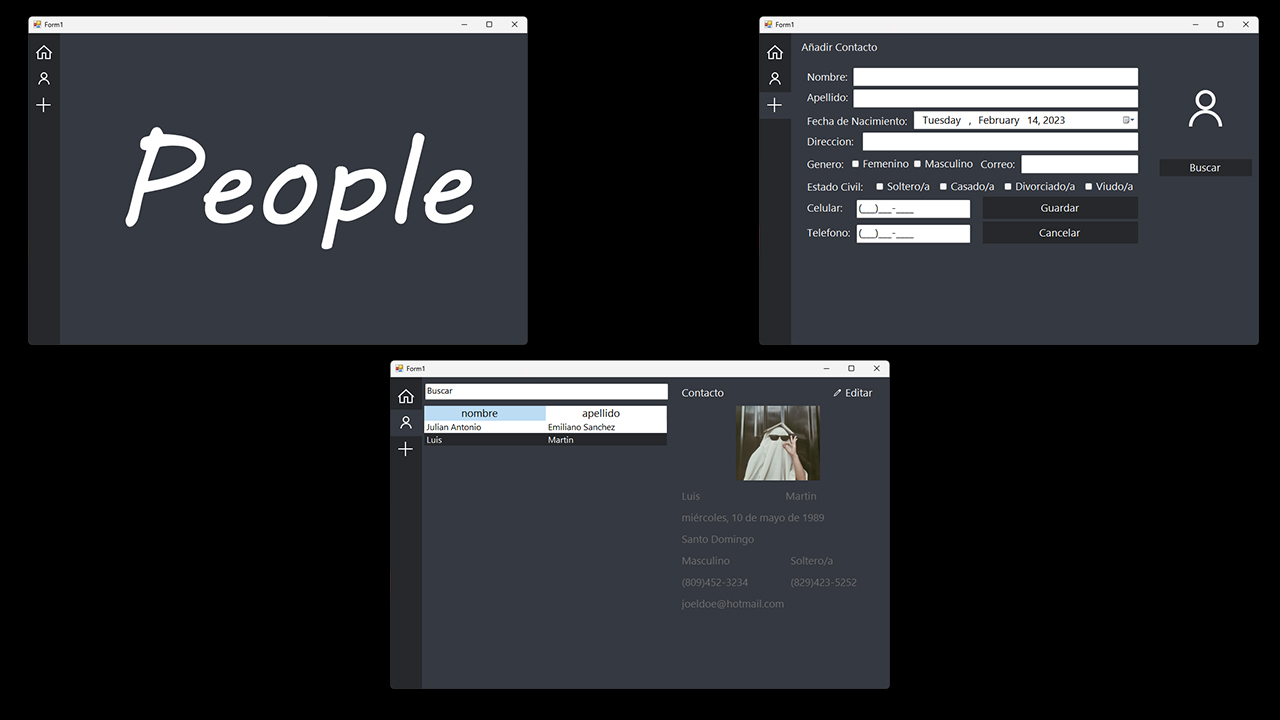 Form1
People
Form1
Añadir Contacto
Nombre:
Apellido:
Fecha de Nacimiento: Tuesday , February 14, 2023
Direccion:
Genero: Femenino Masculino Correo:
Estado Civil: Soltero/a Casado/a Divorciado/a Viudo/a
Celular: (___)___-____ Guardar
Telefono: (___)___-____ Cancelar
Buscar
Form1
Buscar
nombre apellido
Julian Antonio Emiliano Sanchez
Luis Martin
Contacto Editar
Luis Martin
miércoles, 10 de mayo de 1989
Santo Domingo
Masculino Soltero/a
(809)452-3234 (829)423-5252
joeldoe@hotmail.com